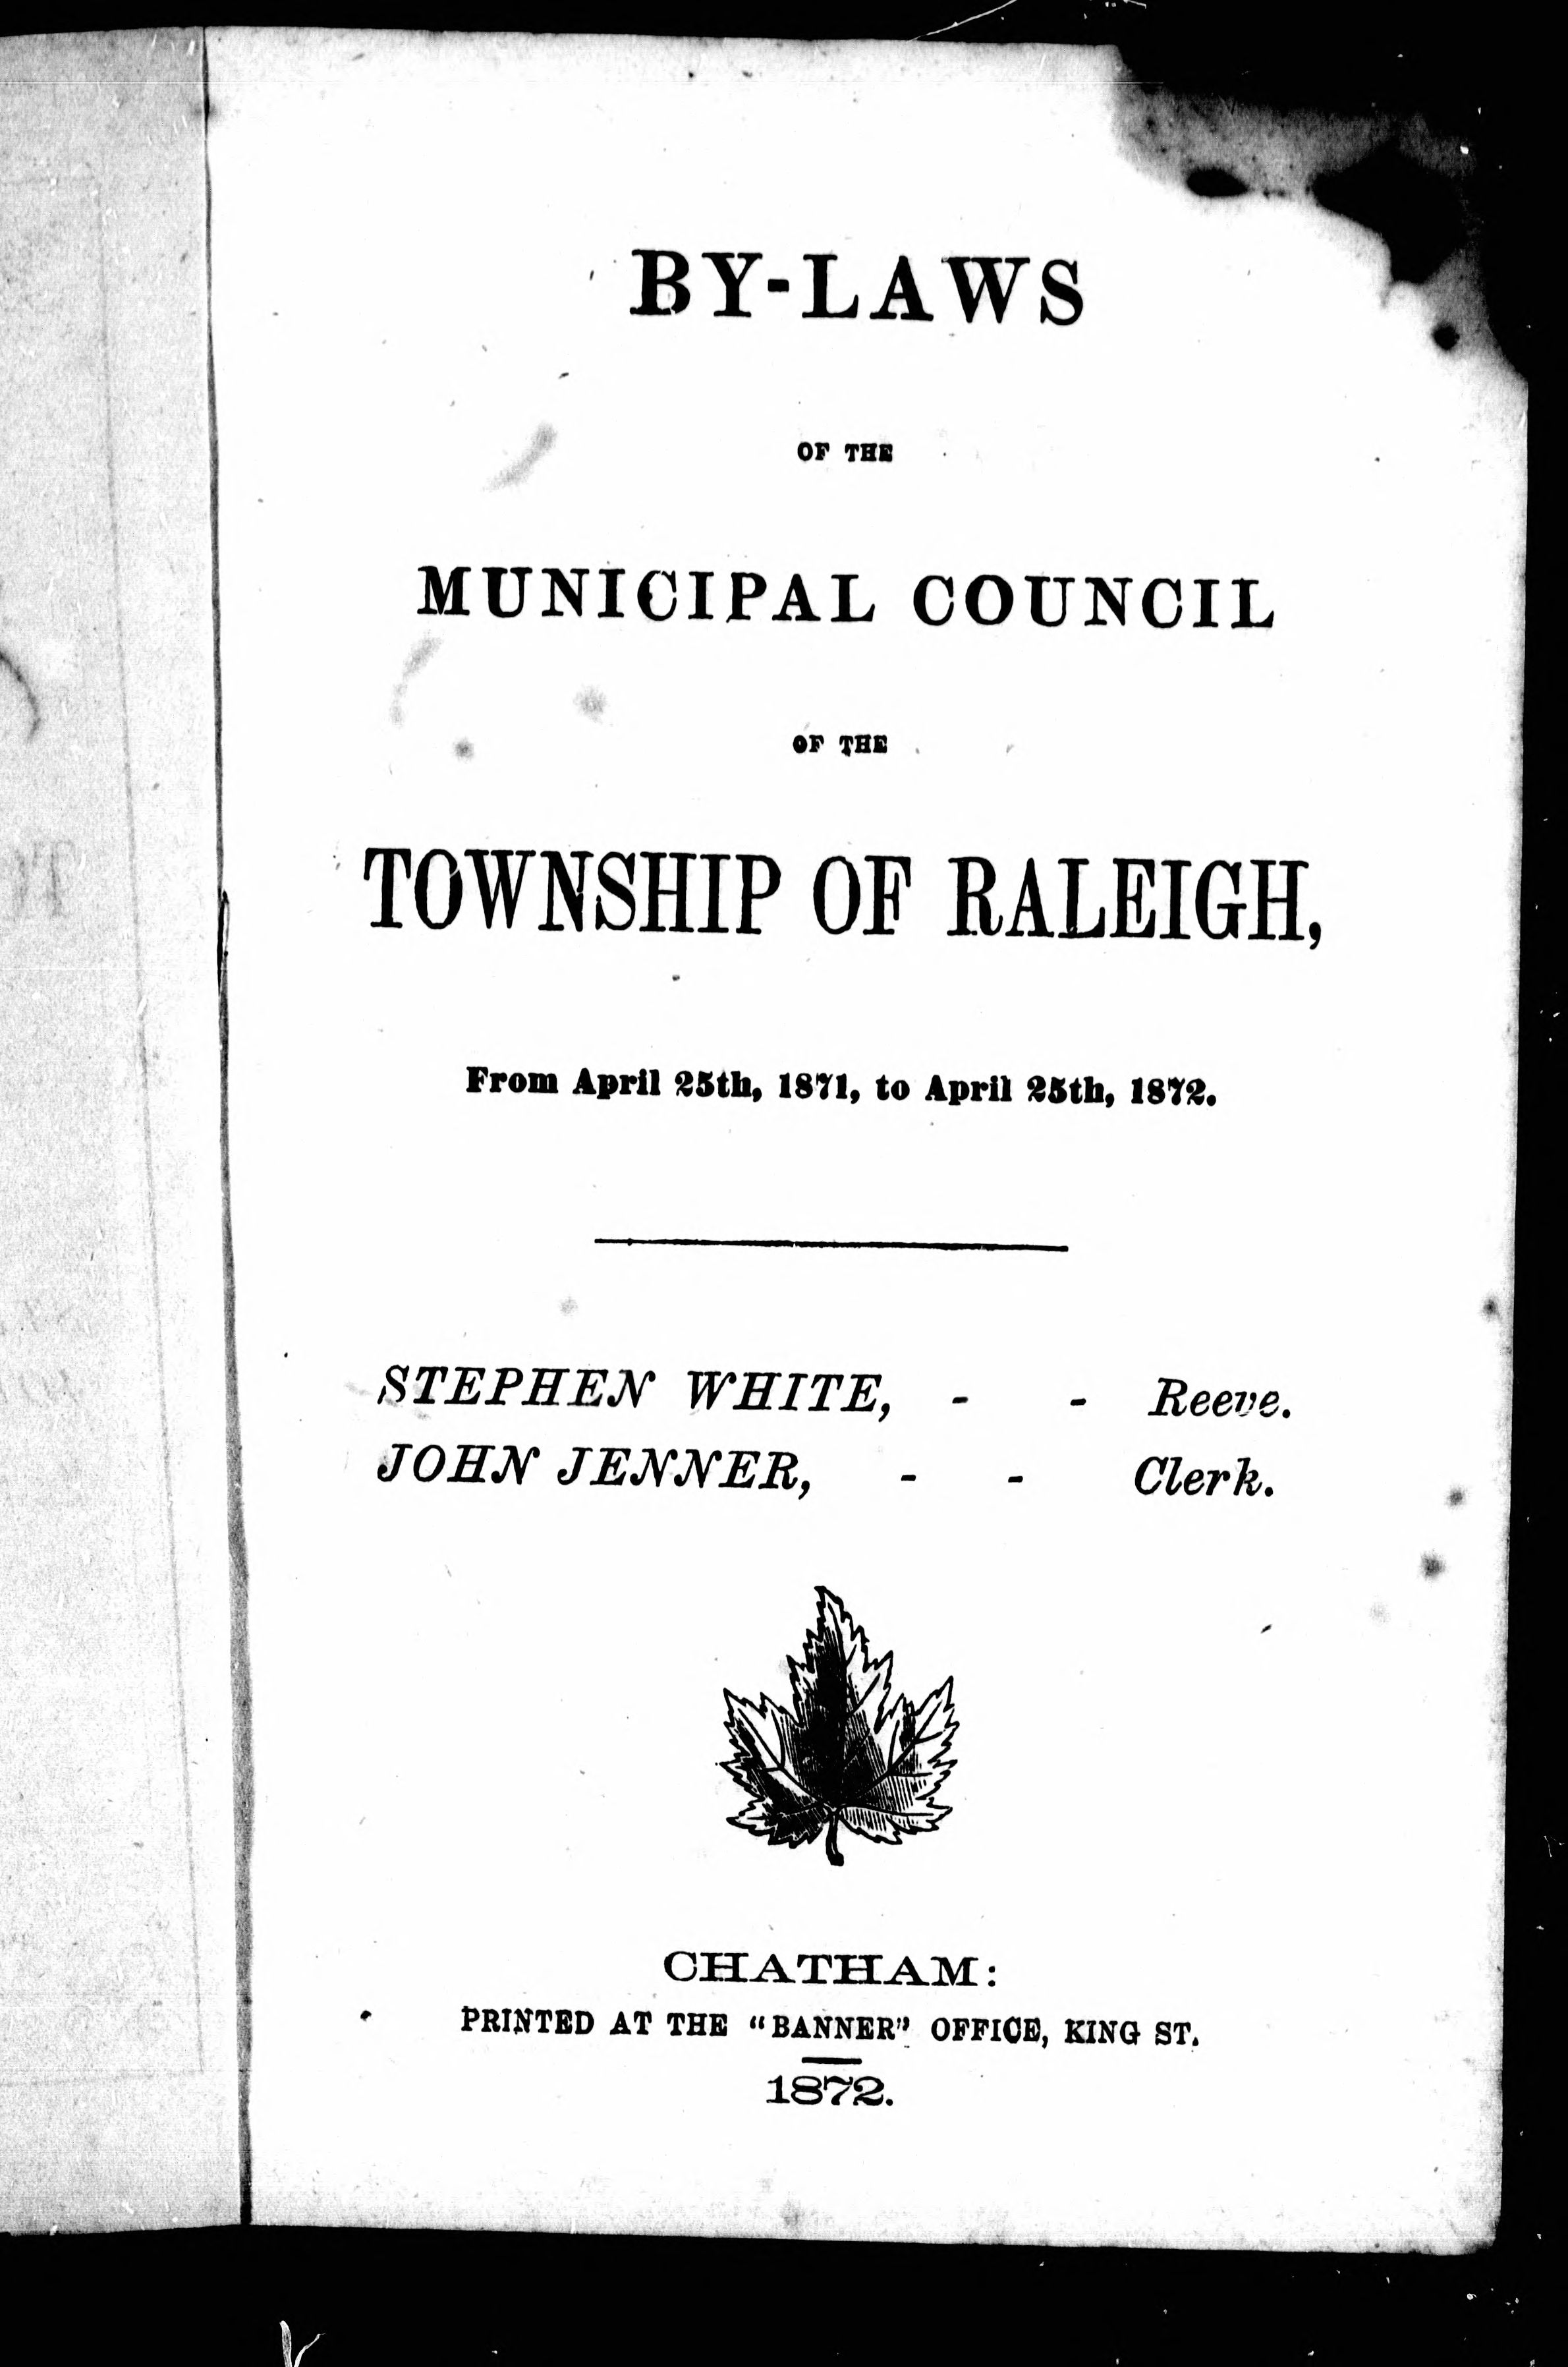 BY-LAWS
OF THE
MUNICIPAL COUNCIL
OF THE
TOWNSHIP OF RALEIGH,
From April 25th, 1871, to April 25th, 1872.
STEPHEN WHITE, - - Reeve.
JOHN JENNER, - - Clerk.
CHATHAM:
PRINTED AT THE "BANNER" OFFICE, KING ST.
1872.